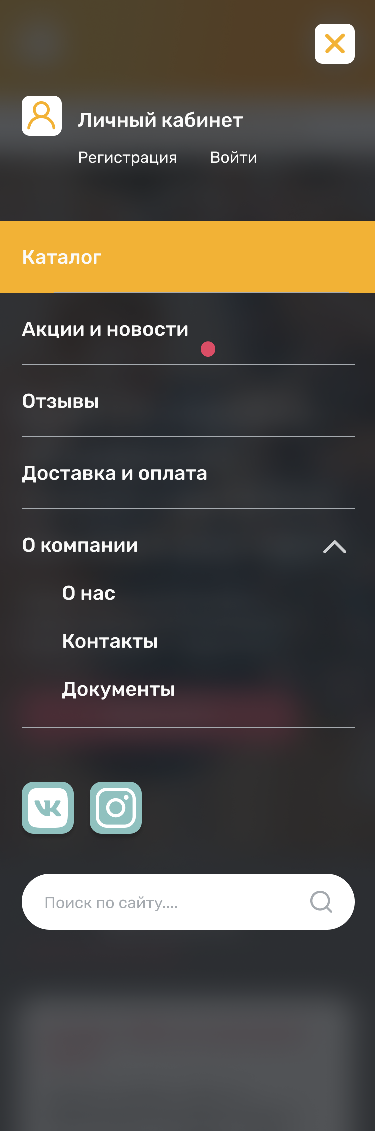 Личный кабинет
Регистрация Войти
Каталог
Акции и новости
Отзывы
Доставка и оплата
О компании
О нас
Контакты
Документы
Поиск по сайту....